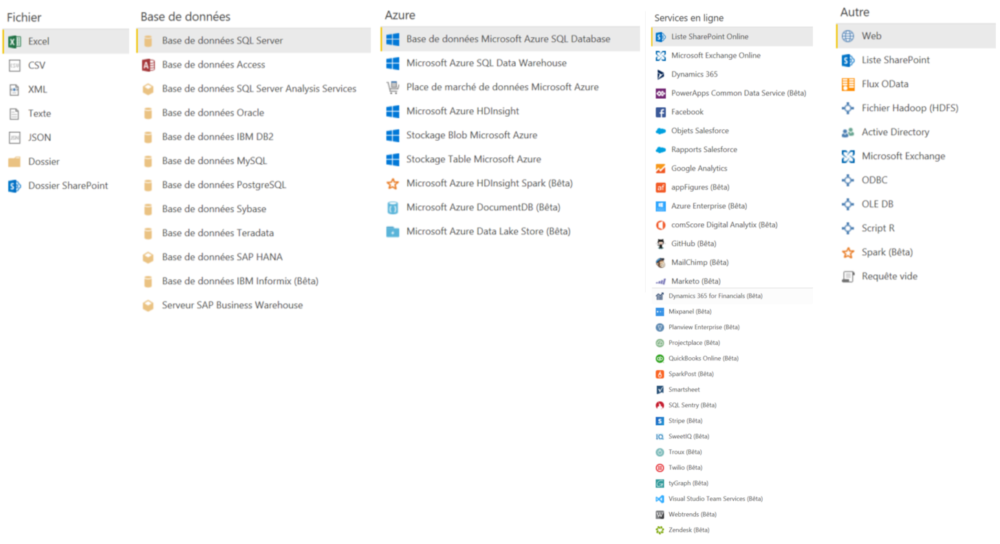 Fichier
Excel
CSV
XML
Texte
JSON
Dossier
Dossier SharePoint
Base de données
Base de données SQL Server
Base de données Access
Base de données SQL Server Analysis Services
Base de données Oracle
Base de données IBM DB2
Base de données MySQL
Base de données PostgreSQL
Base de données Sybase
Base de données Teradata
Base de données SAP HANA
Base de données IBM Informix (Bêta)
Serveur SAP Business Warehouse
Azure
Base de données Microsoft Azure SQL Database
Microsoft Azure SQL Data Warehouse
Place de marché de données Microsoft Azure
Microsoft Azure HDInsight
Stockage Blob Microsoft Azure
Stockage Table Microsoft Azure
Microsoft Azure HDInsight Spark (Bêta)
Microsoft Azure DocumentDB (Bêta)
Microsoft Azure Data Lake Store (Bêta)
Services en ligne
Liste SharePoint Online
Microsoft Exchange Online
Dynamics 365
PowerApps Common Data Service (Bêta)
Facebook
Objets Salesforce
Rapports Salesforce
Google Analytics
appFigures (Bêta)
Azure Enterprise (Bêta)
comScore Digital Analytix (Bêta)
GitHub (Bêta)
MailChimp (Bêta)
Marketo (Bêta)
Dynamics 365 for Financials (Bêta)
Mixpanel (Bêta)
Planview Enterprise (Bêta)
Projectplace (Bêta)
QuickBooks Online (Bêta)
SparkPost (Bêta)
Smartsheet
SQL Sentry (Bêta)
Stripe (Bêta)
SweetIQ (Bêta)
Troux (Bêta)
Twilio (Bêta)
tyGraph (Bêta)
Visual Studio Team Services (Bêta)
Webtrends (Bêta)
Zendesk (Bêta)
Autre
Web
Liste SharePoint
Flux OData
Fichier Hadoop (HDFS)
Active Directory
Microsoft Exchange
ODBC
OLE DB
Script R
Spark (Bêta)
Requête vide